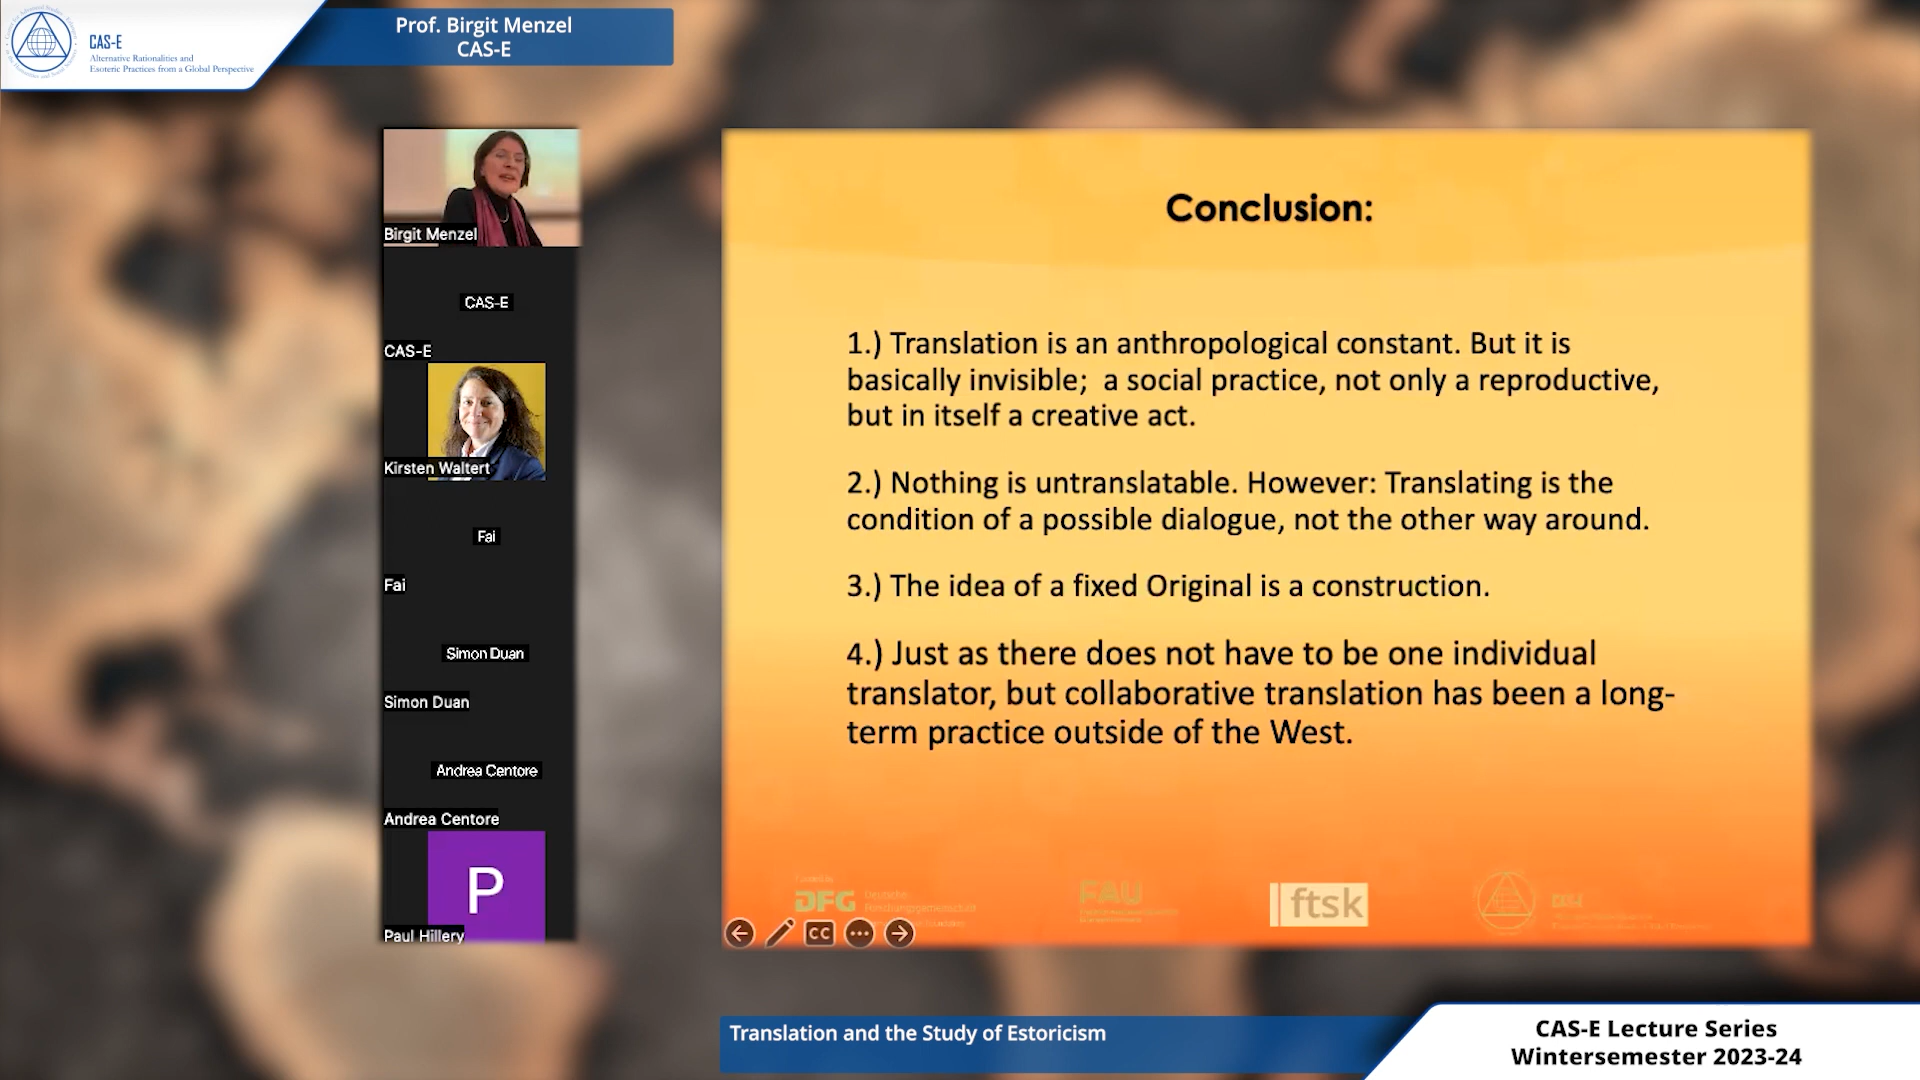 CAS-E
Alternative Rationalities and
Esoteric Practices from a Global Perspective
Prof. Birgit Menzel
CAS-E
Birgit Menzel
CAS-E
CAS-E
Kirsten Waltert
Fai
Fai
Simon Duan
Simon Duan
Andrea Centore
Andrea Centore
P
Paul Hillery
Conclusion:
1.) Translation is an anthropological constant. But it is
basically invisible;  a social practice, not only a reproductive,
but in itself a creative act.
2.) Nothing is untranslatable. However: Translating is the
condition of a possible dialogue, not the other way around.
3.) The idea of a fixed Original is a construction.
4.) Just as there does not have to be one individual
translator, but collaborative translation has been a long-
term practice outside of the West.
DFG
Deutsche
Forschungsgemeinschaft
FAU
ftsk
CAS-E
CC
Translation and the Study of Estoricism
CAS-E Lecture Series
Wintersemester 2023-24